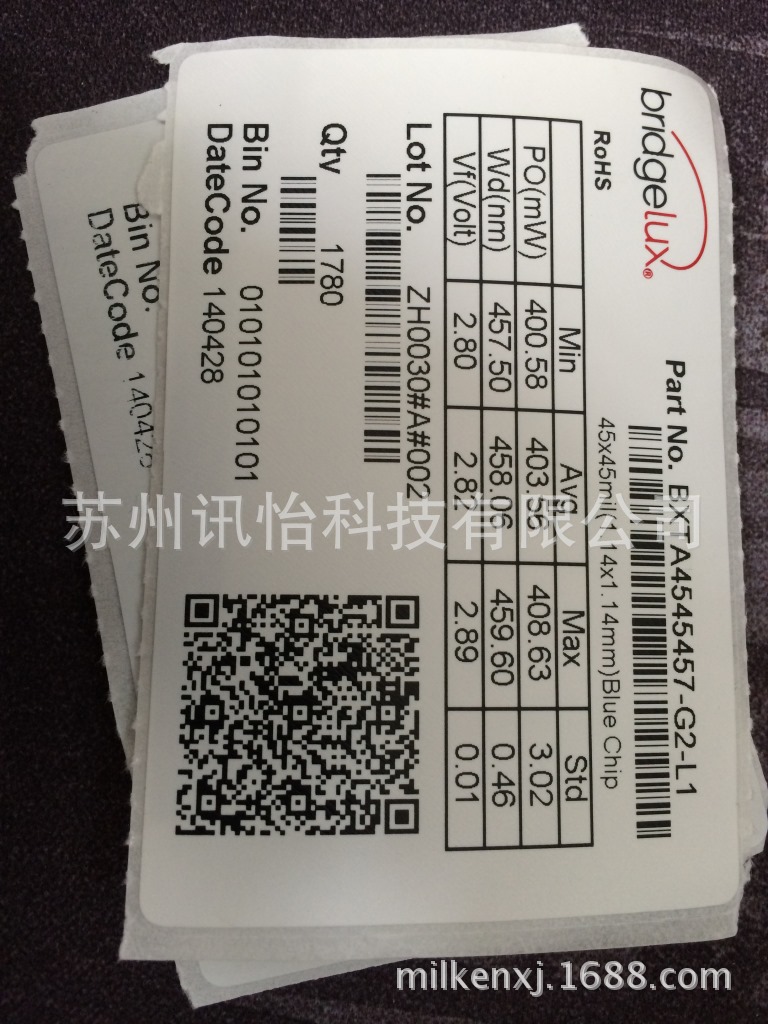 bridgelux®
RoHS
Part No. BXTA4545457-G2-L1
45x45mil(1.14x1.14mm)Blue Chip
Min Avg Max Std
PO(mW) 400.58 403.56 408.63 3.02
Wd(nm) 457.50 458.06 459.60 0.46
Vf(Volt) 2.80 2.82 2.89 0.01
Lot No. ZH0030#A#002
Qty 1780
Bin No. 010101010101
DateCode 140428
Bin No.
DateCode
苏州讯怡科技有限公司
milkenxj.1688.com